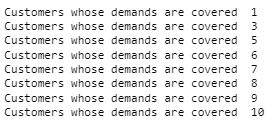 Customers whose demands are covered  1
Customers whose demands are covered  3
Customers whose demands are covered  5
Customers whose demands are covered  6
Customers whose demands are covered  7
Customers whose demands are covered  8
Customers whose demands are covered  9
Customers whose demands are covered  10